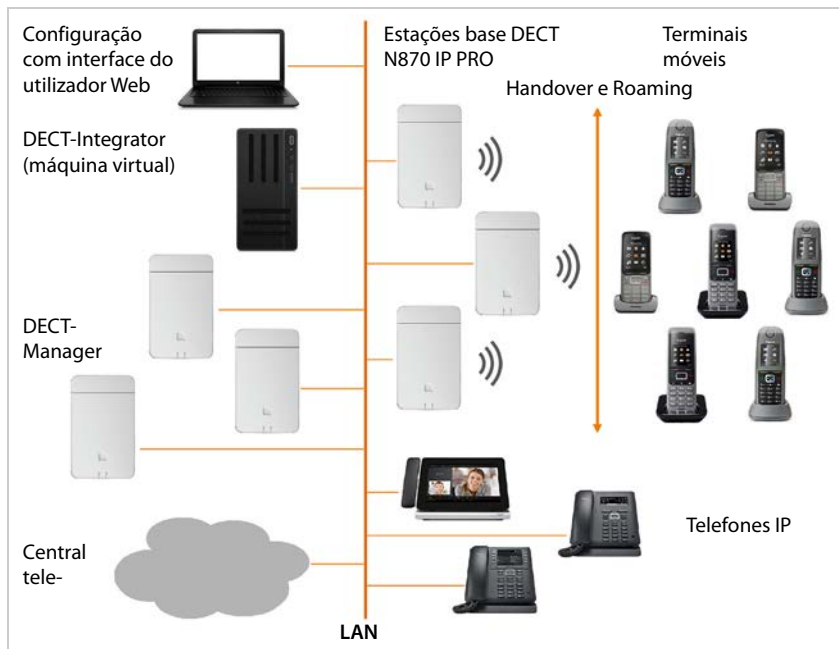 Configuração
com interface do
utilizador Web
DECT-Integrator
(máquina virtual)
DECT-
Manager
Central
tele-
Estações base DECT
N870 IP PRO
Handover e Roaming
Terminais
móveis
Telefones IP
LAN